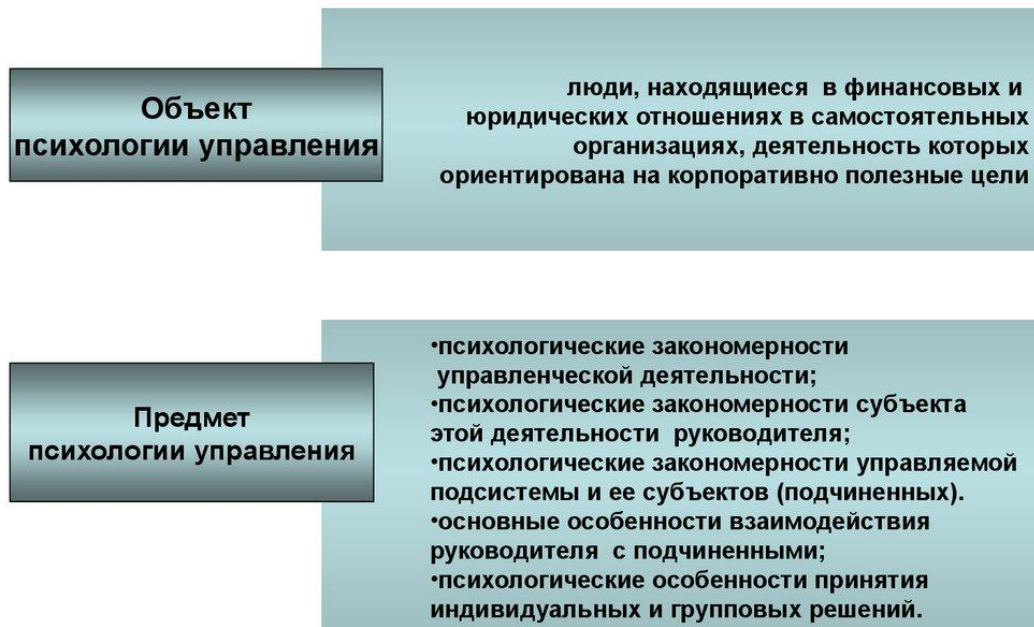 Объект
психологии управления
люди, находящиеся в финансовых и
юридических отношениях в самостоятельных
организациях, деятельность которых
ориентирована на корпоративно полезные цели
Предмет
психологии управления
•психологические закономерности
управленческой деятельности;
•психологические закономерности субъекта
этой деятельности руководителя;
•психологические закономерности управляемой
подсистемы и ее субъектов (подчиненных).
•основные особенности взаимодействия
руководителя с подчиненными;
•психологические особенности принятия
индивидуальных и групповых решений.